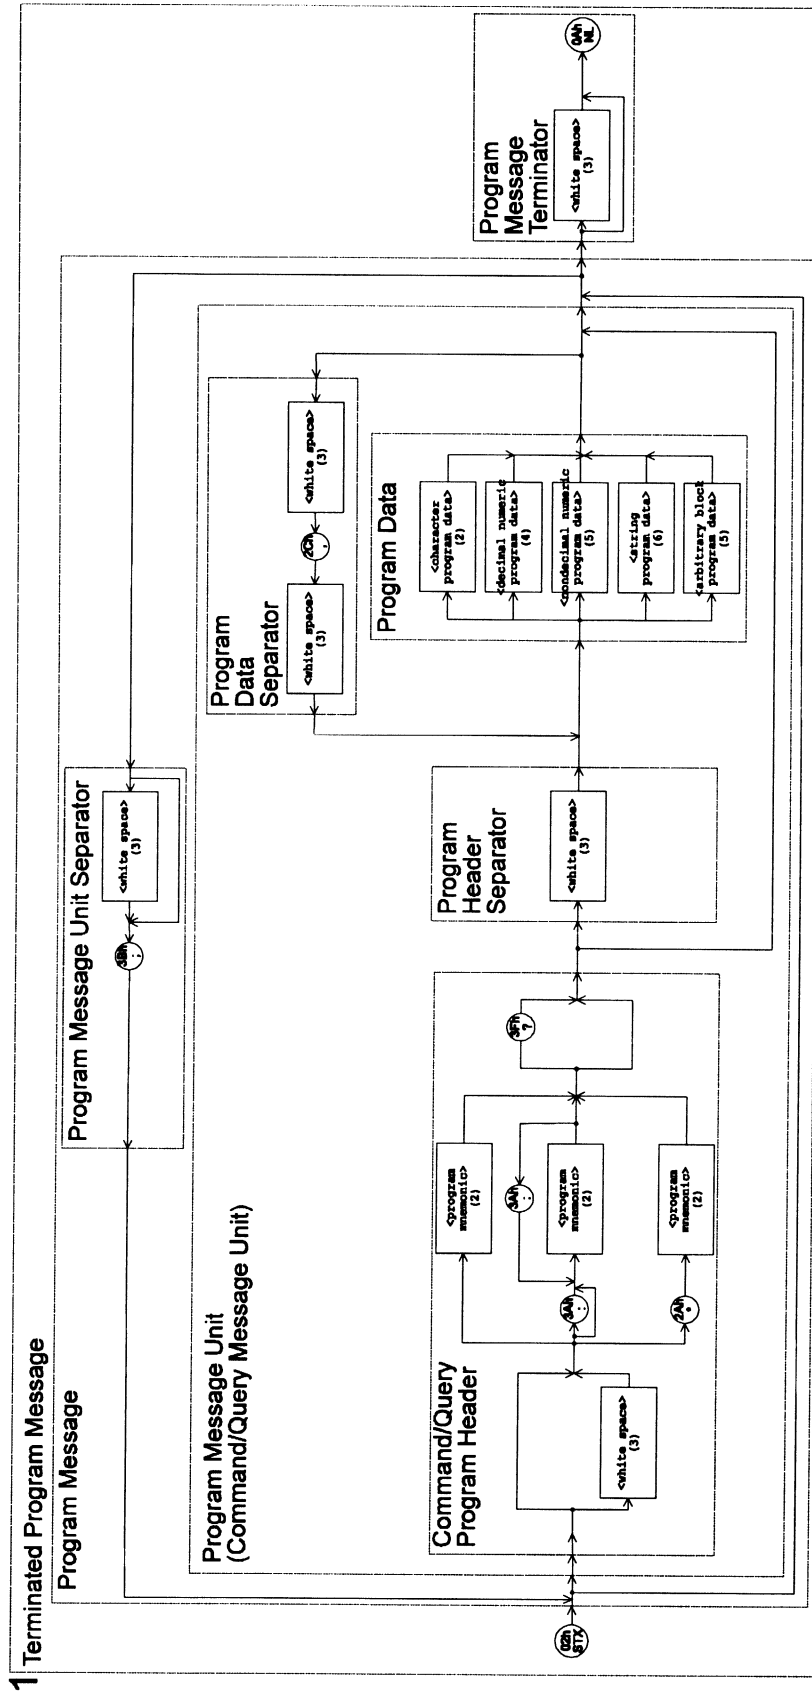 1 Terminated Program Message
Program Message
Program Message Unit Separator
<white space>
(3)
3Bh
;
Program Message Unit
(Command/Query Message Unit)
Program
Data
Separator
<white space>
(3)
2Ch
,
<white space>
(3)
Command/Query
Program Header
<white space>
(3)
<program
mnemonic>
(2)
3Ah
:
3Ah
:
<program
mnemonic>
(2)
2Ah
*
<program
mnemonic>
(2)
3Fh
?
Program
Header
Separator
<white space>
(3)
Program Data
<character
program data>
(2)
<decimal numeric
program data>
(4)
<nondecimal numeric
program data>
(5)
<string
program data>
(6)
<arbitrary block
program data>
(5)
Program
Message
Terminator
<white space>
(3)
0Ah
NL
02h
STX